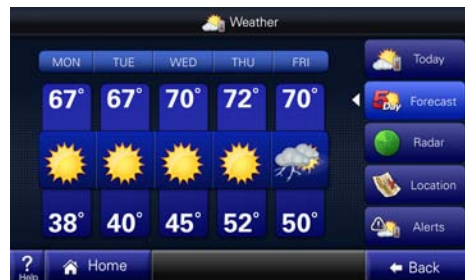 Weather
MON TUE WED THU FRI
67° 67° 70° 72° 70°
38° 40° 45° 52° 50°
Today
5 Day Forecast
Radar
Location
Alerts
? Help
Home
Back